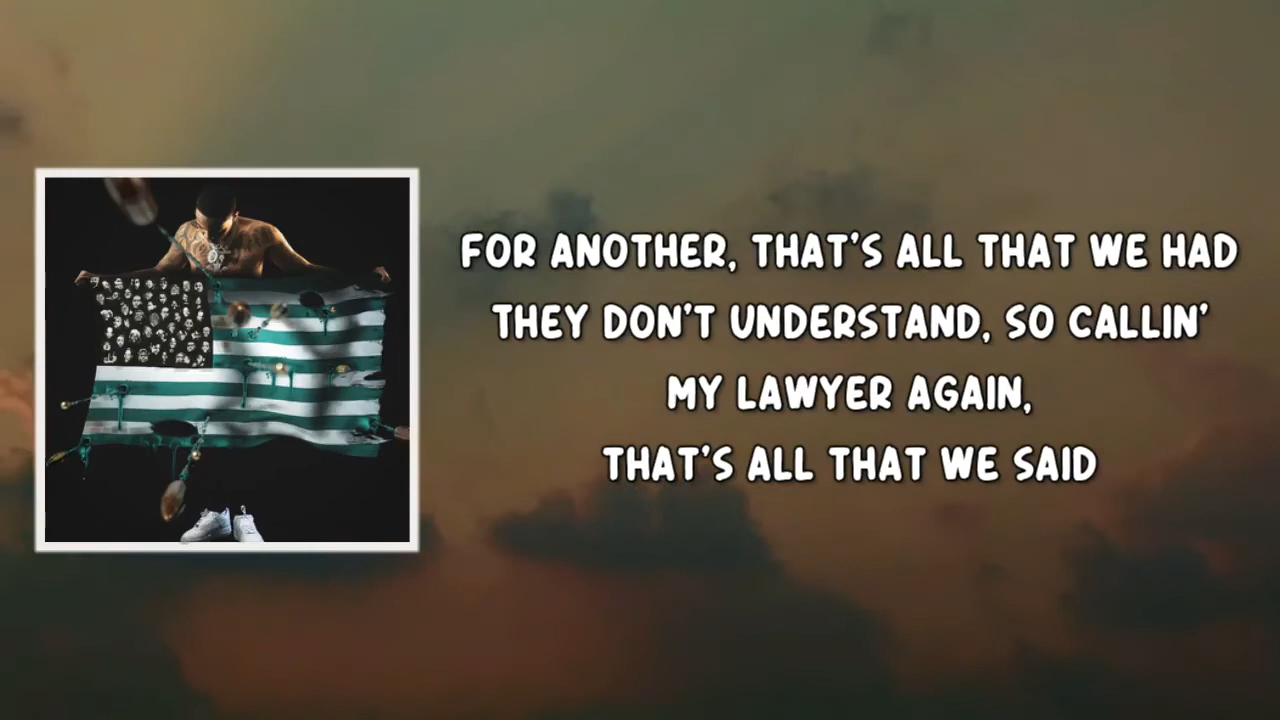 FOR ANOTHER, THAT'S ALL THAT WE HAD
THEY DON'T UNDERSTAND, SO CALLIN'
MY LAWYER AGAIN,
THAT'S ALL THAT WE SAID